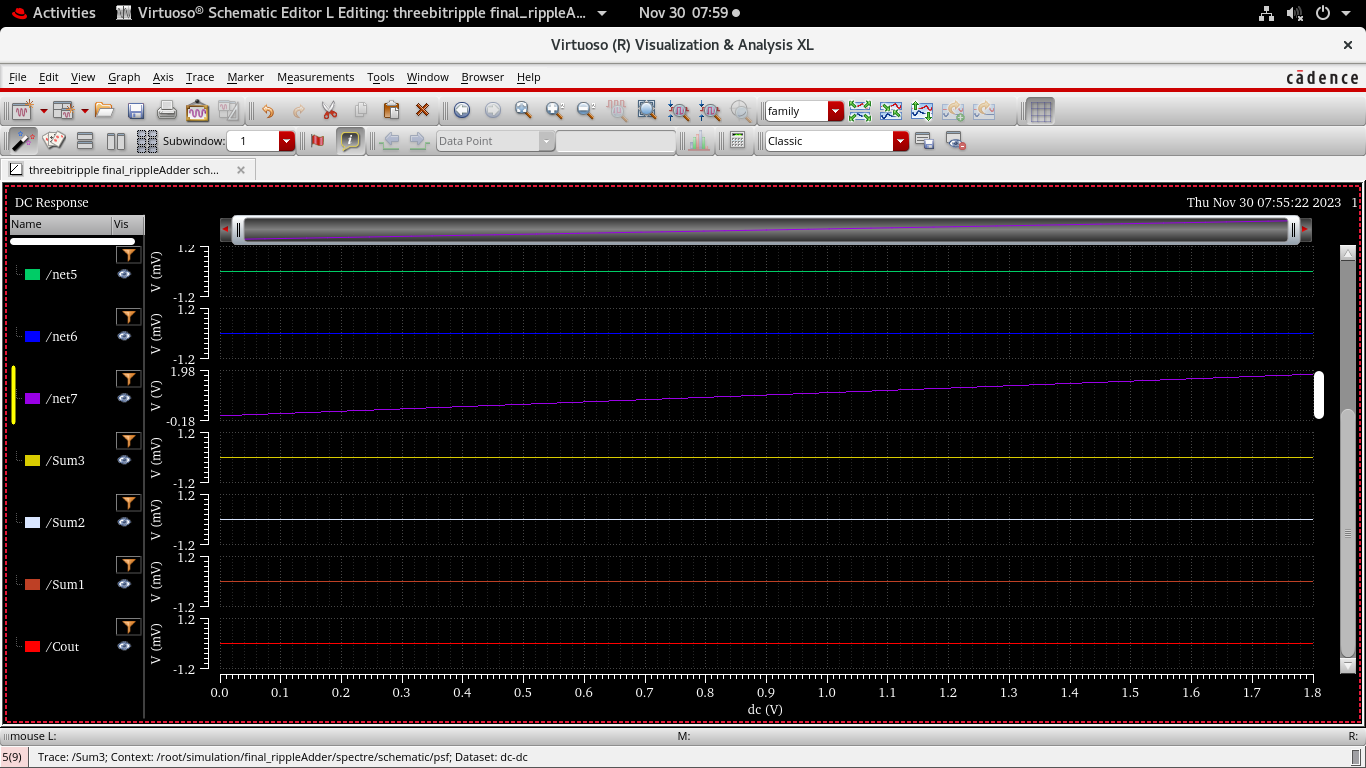 Activities Virtuoso® Schematic Editor L Editing: threebitripple final_rippleA... Nov 30 07:59
Virtuoso (R) Visualization & Analysis XL
File Edit View Graph Axis Trace Marker Measurements Tools Window Browser Help cādence
family
Subwindow: 1 Data Point Classic
threebitripple final_rippleAdder sch...
DC Response Thu Nov 30 07:55:22 2023 1
Name Vis
1.2
/net5 V (mV)
-1.2
1.2
/net6 V (mV)
-1.2
1.98
/net7 V (V)
-0.18
1.2
/Sum3 V (mV)
-1.2
1.2
/Sum2 V (mV)
-1.2
1.2
/Sum1 V (mV)
-1.2
1.2
/Cout V (mV)
-1.2
0.0 0.1 0.2 0.3 0.4 0.5 0.6 0.7 0.8 0.9 1.0 1.1 1.2 1.3 1.4 1.5 1.6 1.7 1.8
dc (V)
mouse L: M: R:
5(9) Trace: /Sum3; Context: /root/simulation/final_rippleAdder/spectre/schematic/psf; Dataset: dc-dc